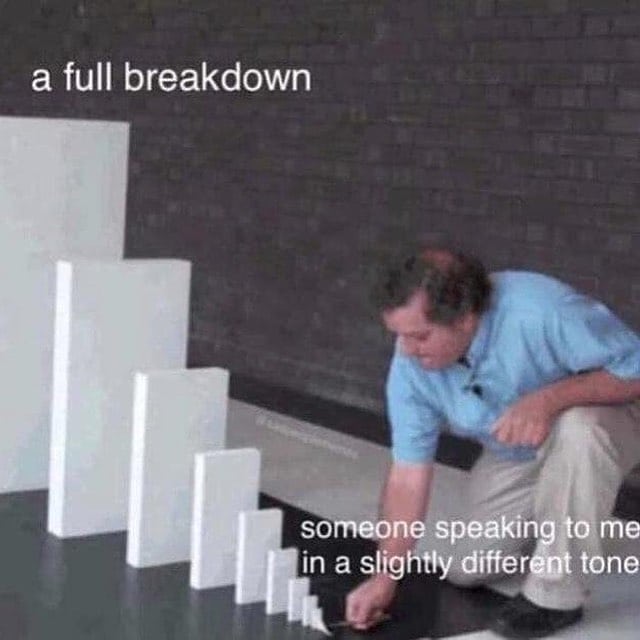 a full breakdown
someone speaking to me
in a slightly different tone